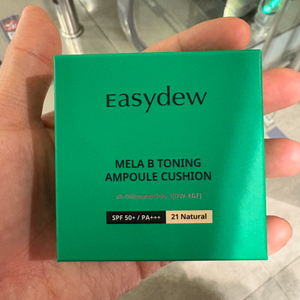 Easydew
MELA B TONING
AMPOULE CUSHION
SPF 50+ / PA+++ 21 Natural